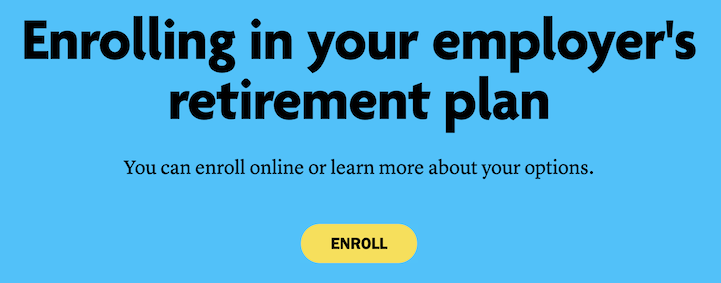 Enrolling in your employer's
retirement plan
You can enroll online or learn more about your options.
ENROLL